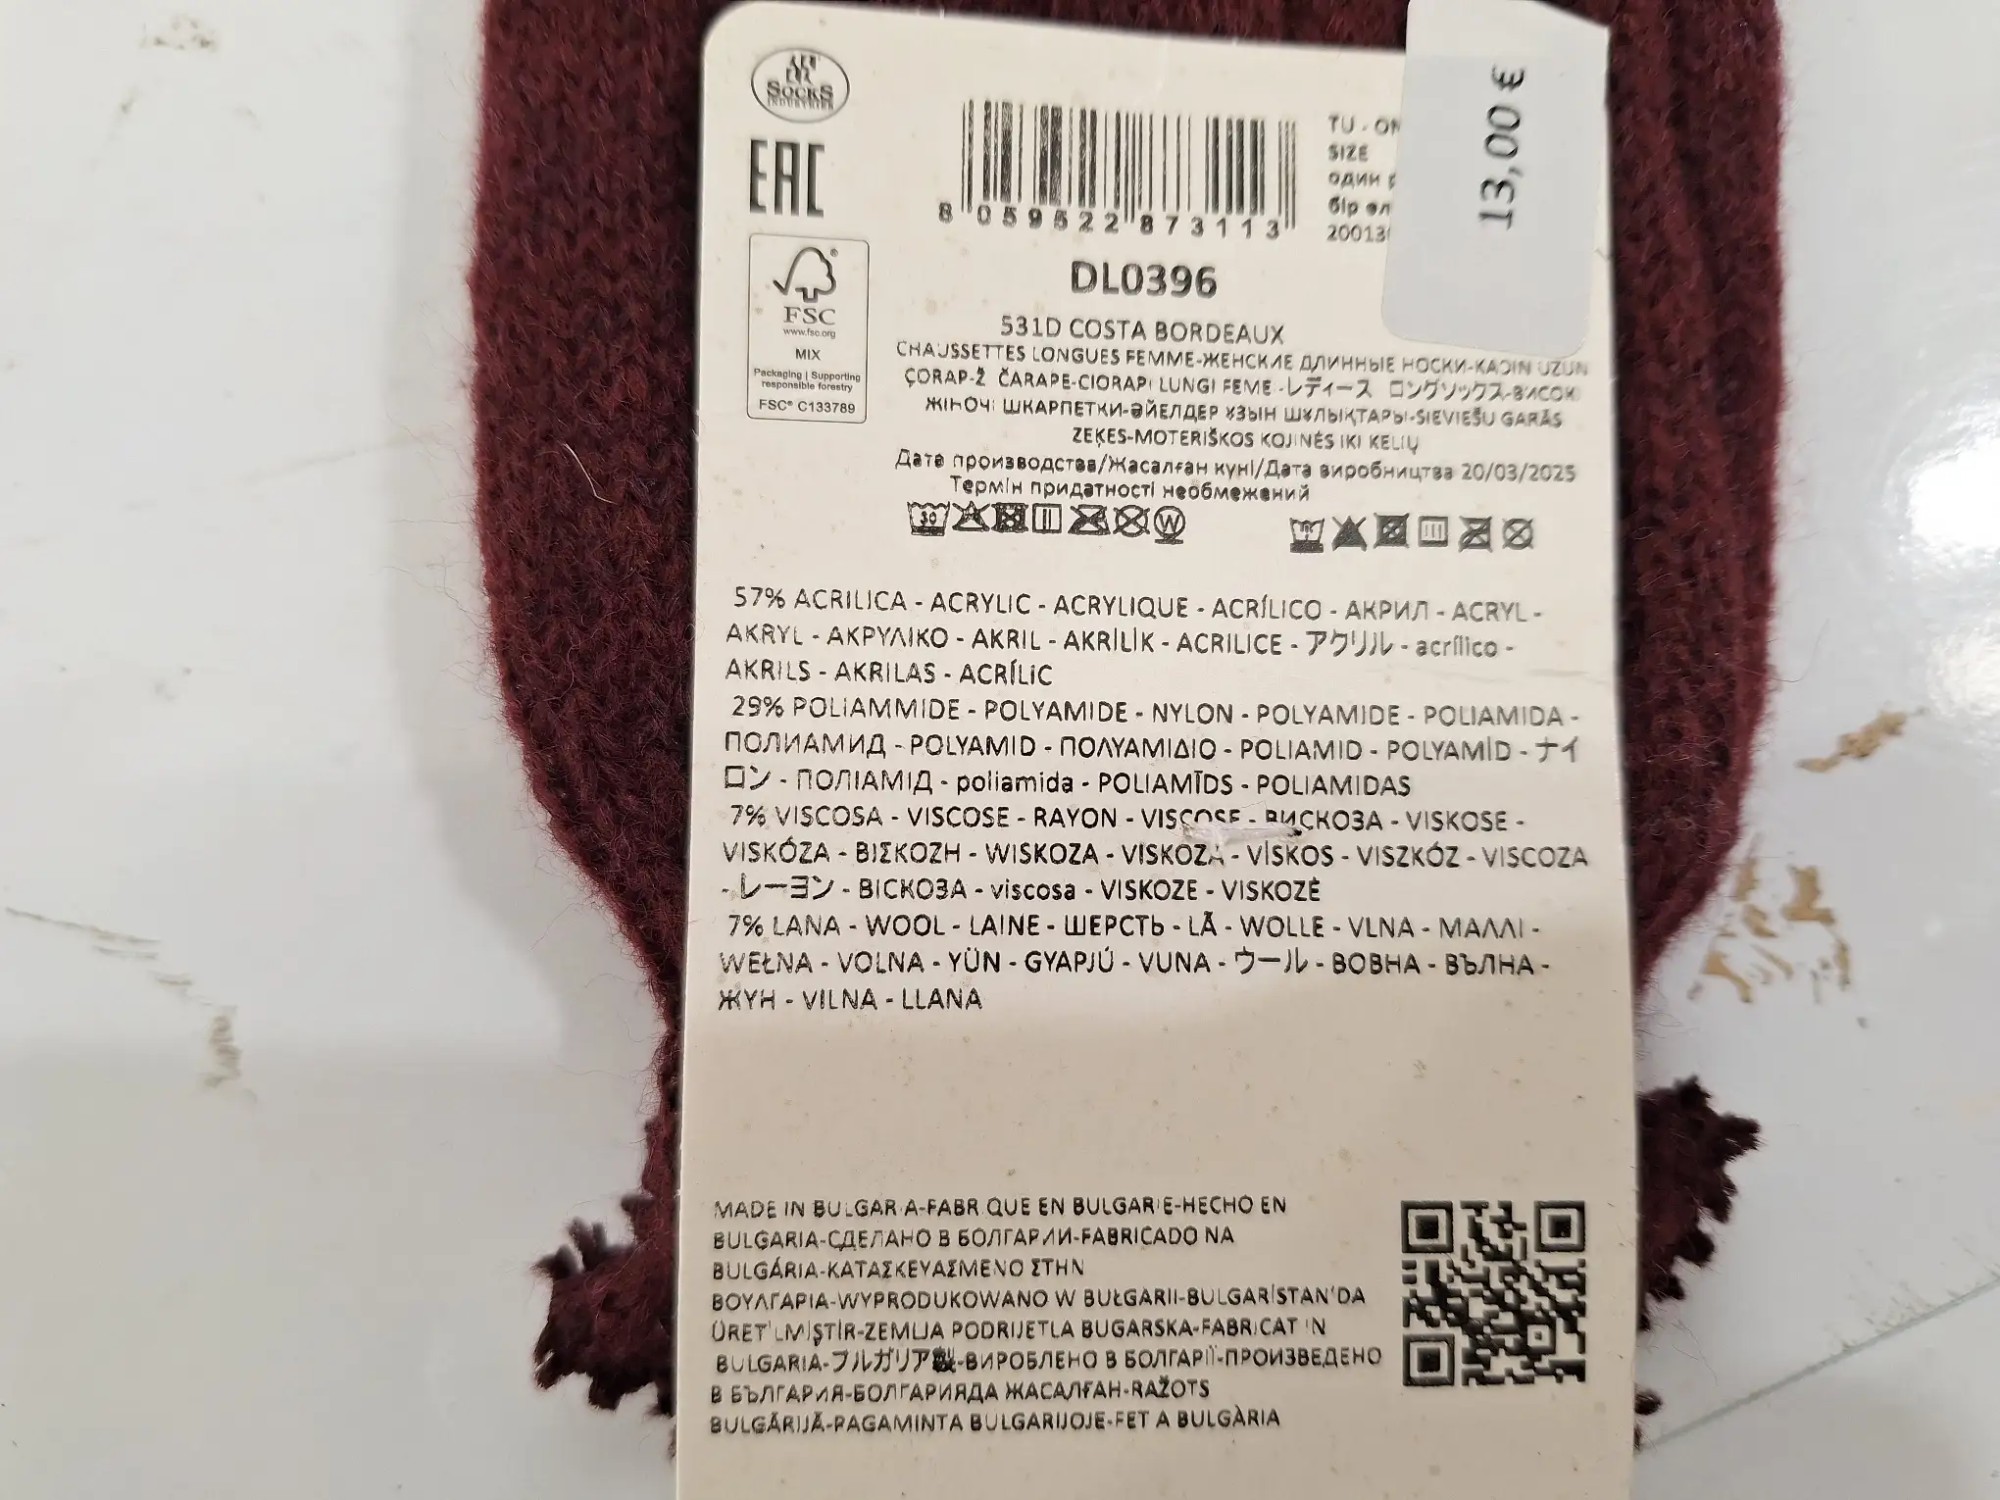 SOCKS
INDUSTRIES
EAC
FSC
www.fsc.org
MIX
Packaging | Supporting
responsible forestry
FSC® C133789
8 059522 873113
TU - ON
SIZE
один
бір
20013
13,00 €
DL0396
531D COSTA BORDEAUX
CHAUSSETTES LONGUES FEMME-ЖЕНСКИЕ ДЛИННЫЕ НОСКИ-KADIN UZUN
ÇORAP-Ž ČARAPE-CIORAPI LUNGI FEME-レディース ロングソックス-ВИСОКІ
ЖІНОЧІ ШКАРПЕТКИ-ӘЙЕЛДЕР ҰЗЫН ШҰЛЫҚТАРЫ-SIEVIEŠU GARĀS
ZEĶES-MOTERIŠKOS KOJINĖS IKI KELIŲ
Дата производства/Жасалған күні/Дата виробництва 20/03/2025
Термін придатності необмежений
30 W
57% ACRILICA - ACRYLIC - ACRYLIQUE - ACRÍLICO - АКРИЛ - ACRYL -
AKRYL - ΑΚΡΥΛΙΚΟ - AKRIL - AKRİLİK - ACRILICE - アクリル - acrílico -
AKRILS - AKRILAS - ACRÍLIC
29% POLIAMMIDE - POLYAMIDE - NYLON - POLYAMIDE - POLIAMIDA -
ПОЛИАМИД - POLYAMID - ΠΟΛΥΑΜΙΔΙΟ - POLIAMID - POLYAMİD - ナイ
ロン - ПОЛІАМІД - poliamida - POLIAMĪDS - POLIAMIDAS
7% VISCOSA - VISCOSE - RAYON - VISCOSE - ВИСКОЗА - VISKOSE -
VISKÓZA - ΒΙΣΚΟΖΗ - WISKOZA - VISKOZA - VİSKOS - VISZKÓZ - VISCOZA
- レーヨン - ВІСКОЗА - viscosa - VISKOZE - VISKOZĖ
7% LANA - WOOL - LAINE - ШЕРСТЬ - LÃ - WOLLE - VLNA - ΜΑΛΛΙ -
WEŁNA - VOLNA - YÜN - GYAPJÚ - VUNA - ウール - ВОВНА - ВЪЛНА -
ЖҮН - VILNA - LLANA
MADE IN BULGARIA-FABRIQUE EN BULGARIE-HECHO EN
BULGARIA-СДЕЛАНО В БОЛГАРИИ-FABRICADO NA
BULGÁRIA-ΚΑΤΑΣΚΕΥΑΣΜΕΝΟ ΣΤΗΝ
ΒΟΥΛΓΑΡΙΑ-WYPRODUKOWANO W BUŁGARII-BULGARİSTAN'DA
ÜRETİLMİŞTİR-ZEMLJA PODRIJETLA BUGARSKA-FABRICAT IN
BULGARIA-ブルガリア製-ВИРОБЛЕНО В БОЛГАРІЇ-ПРОИЗВЕДЕНО
В БЪЛГАРИЯ-БОЛГАРИЯДА ЖАСАЛҒАН-RAŽOTS
BULGĀRIJĀ-PAGAMINTA BULGARIJOJE-FET A BULGÀRIA